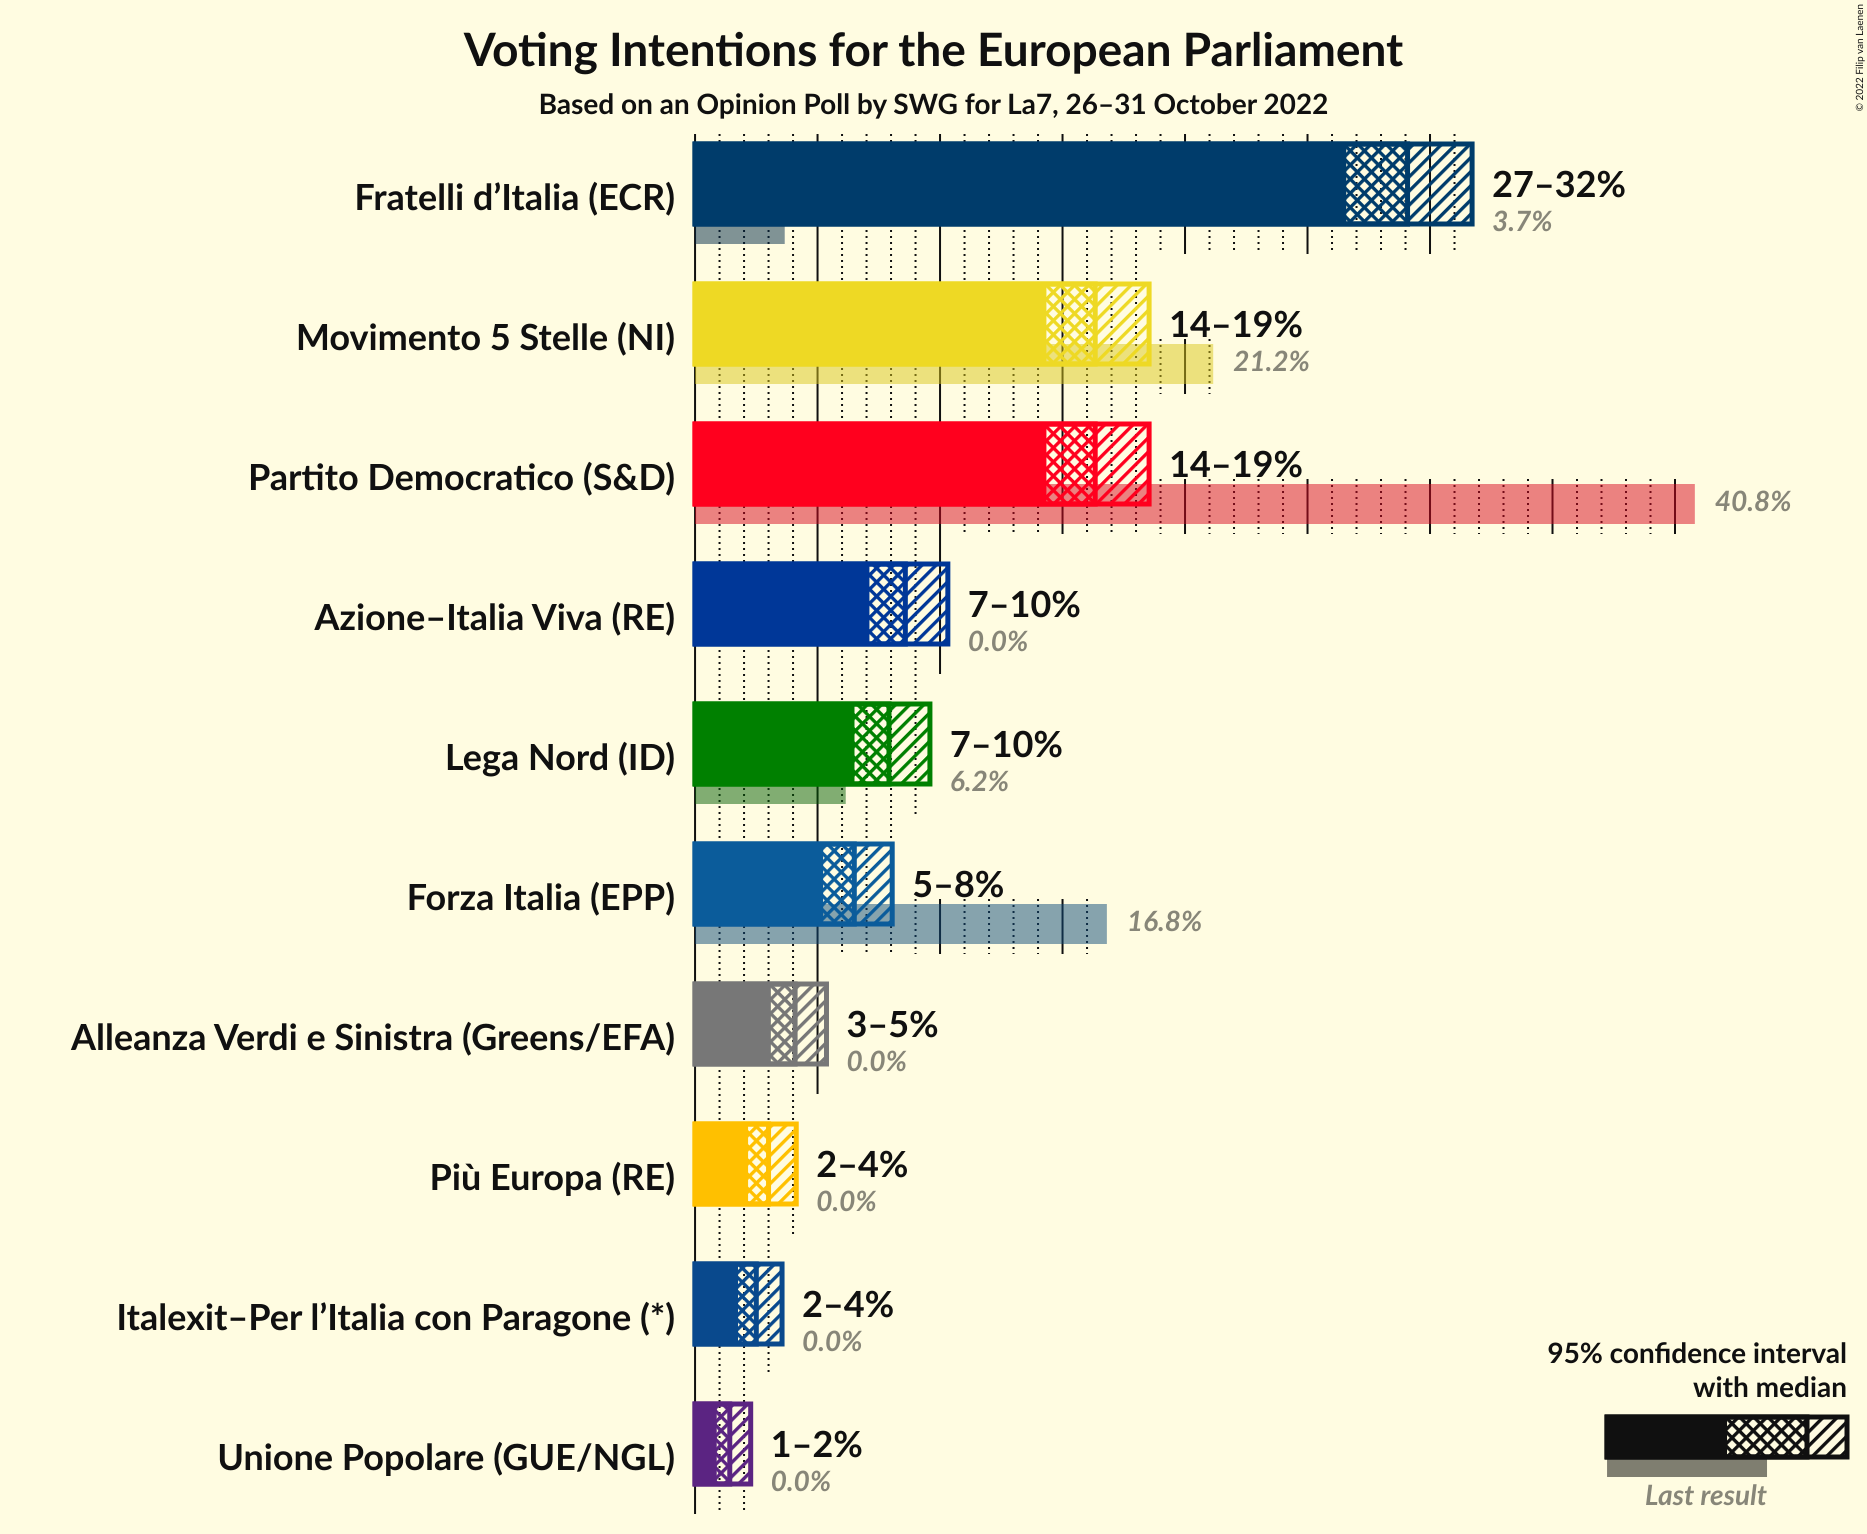 Voting Intentions for the European Parliament
Based on an Opinion Poll by SWG for La7, 26–31 October 2022
© 2022 Filip van Laenen
Fratelli d’Italia (ECR)
27–32%
3.7%
Movimento 5 Stelle (NI)
14–19%
21.2%
Partito Democratico (S&D)
14–19%
40.8%
Azione–Italia Viva (RE)
7–10%
0.0%
Lega Nord (ID)
7–10%
6.2%
Forza Italia (EPP)
5–8%
16.8%
Alleanza Verdi e Sinistra (Greens/EFA)
3–5%
0.0%
Più Europa (RE)
2–4%
0.0%
Italexit–Per l’Italia con Paragone (*)
2–4%
0.0%
Unione Popolare (GUE/NGL)
1–2%
0.0%
95% confidence interval
with median
Last result